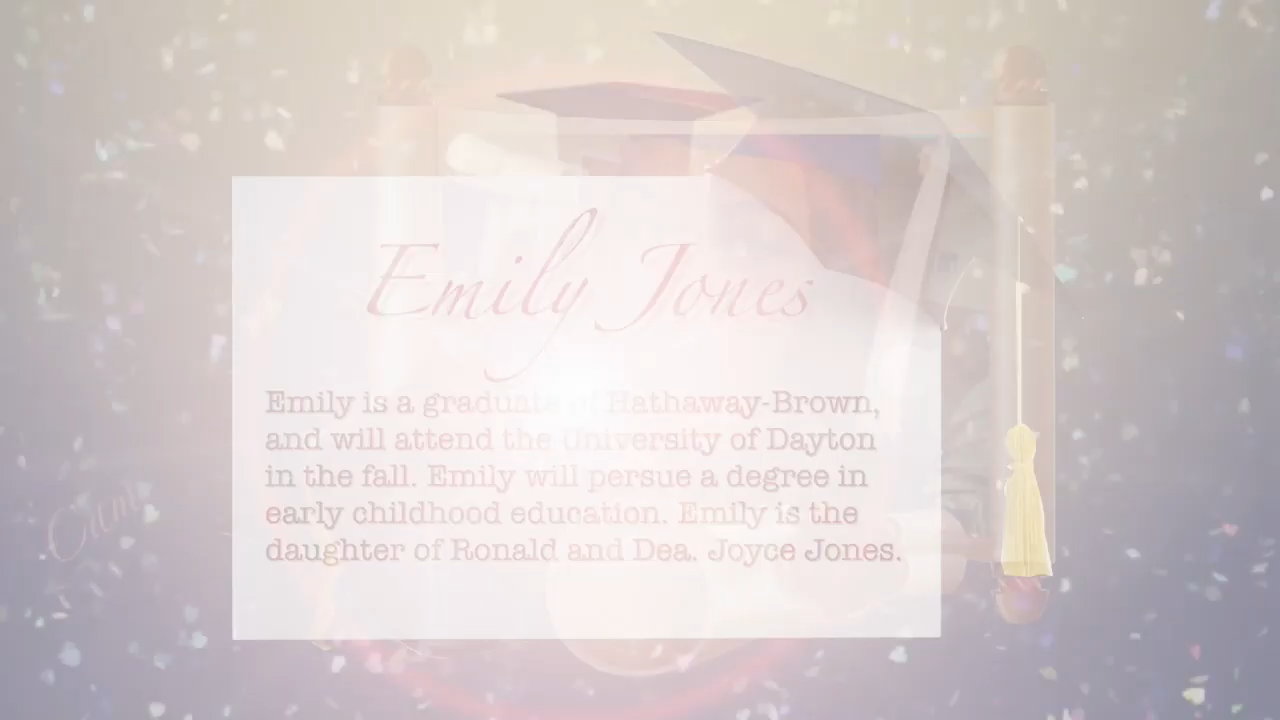 Emily Jones
Emily is a graduate of Hathaway-Brown,
and will attend the University of Dayton
in the fall. Emily will persue a degree in
early childhood education. Emily is the
daughter of Ronald and Dea. Joyce Jones.